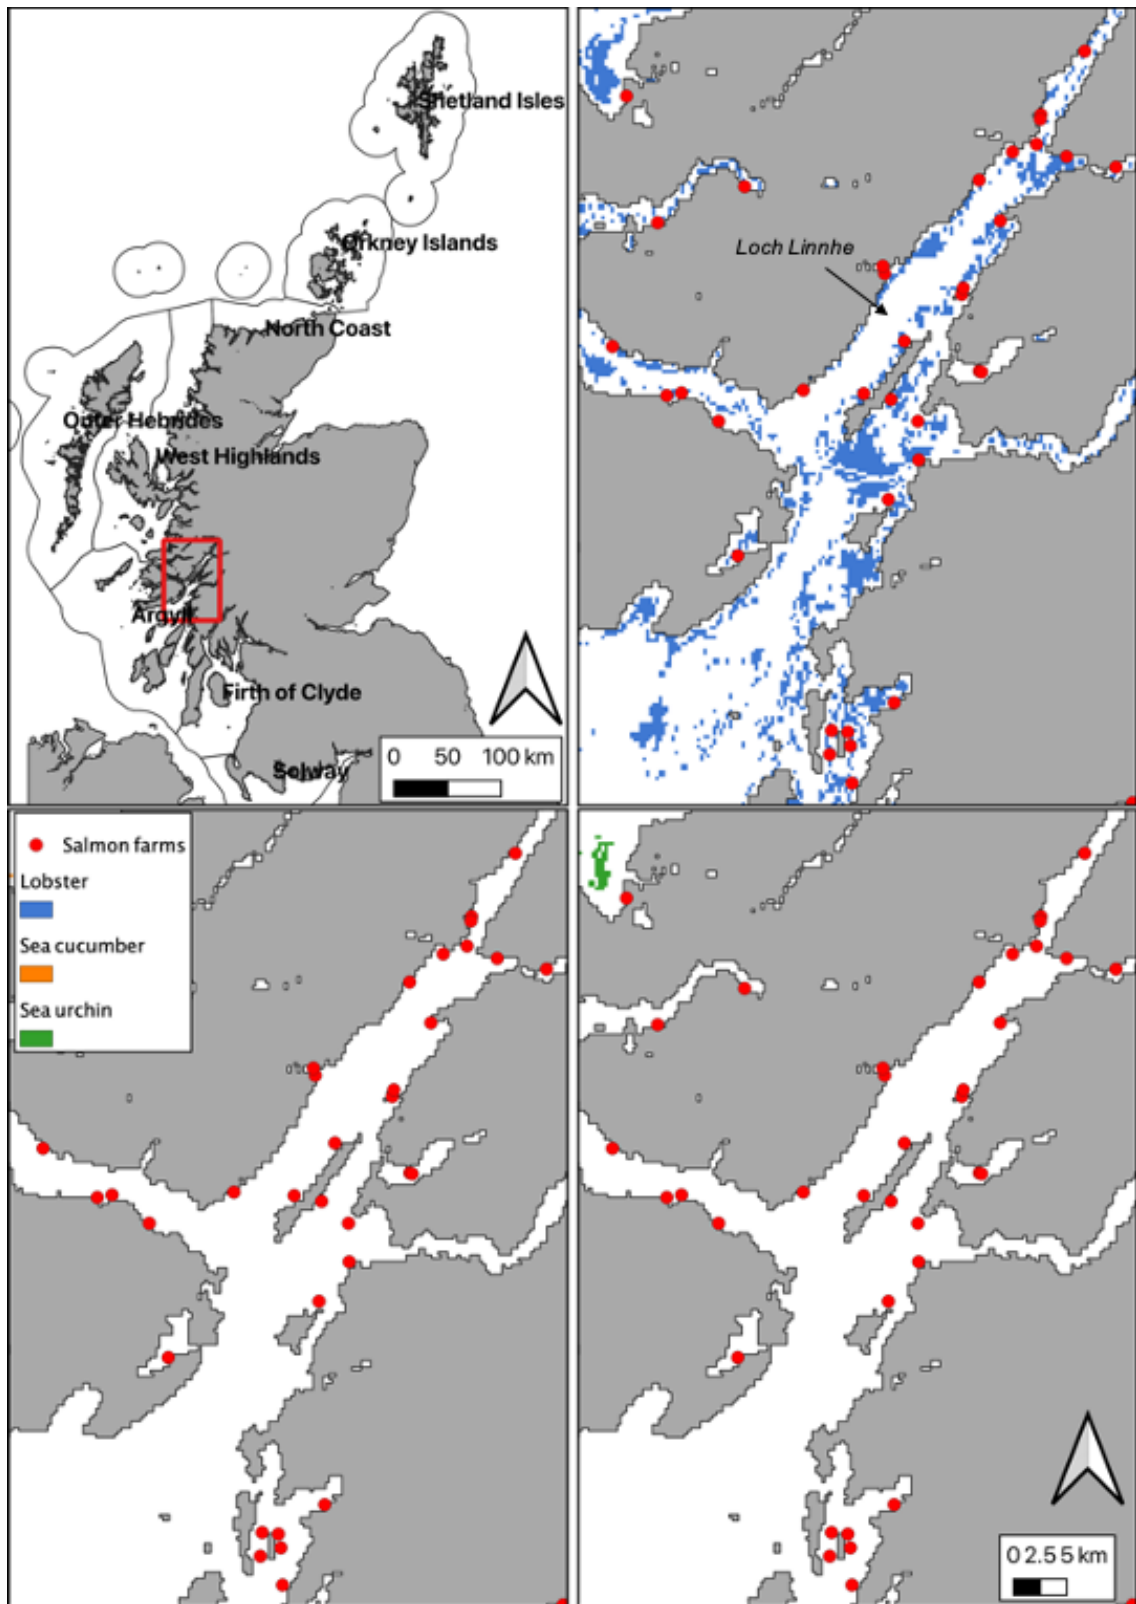 Shetland Isles
Orkney Islands
North Coast
Outer Hebrides
West Highlands
Argyll
Firth of Clyde
0 50 100 km
Solway
Loch Linnhe
Salmon farms
Lobster
Sea cucumber
Sea urchin
0 2.5 5 km